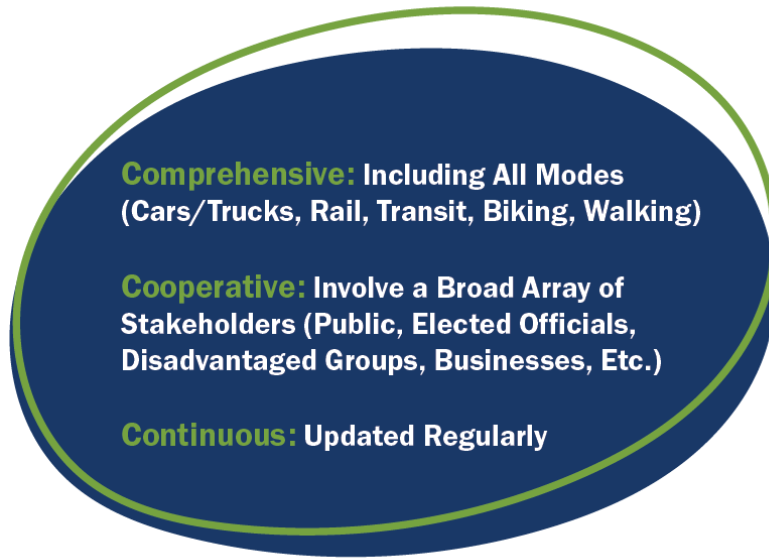 Comprehensive: Including All Modes
(Cars/Trucks, Rail, Transit, Biking, Walking)
Cooperative: Involve a Broad Array of
Stakeholders (Public, Elected Officials,
Disadvantaged Groups, Businesses, Etc.)
Continuous: Updated Regularly